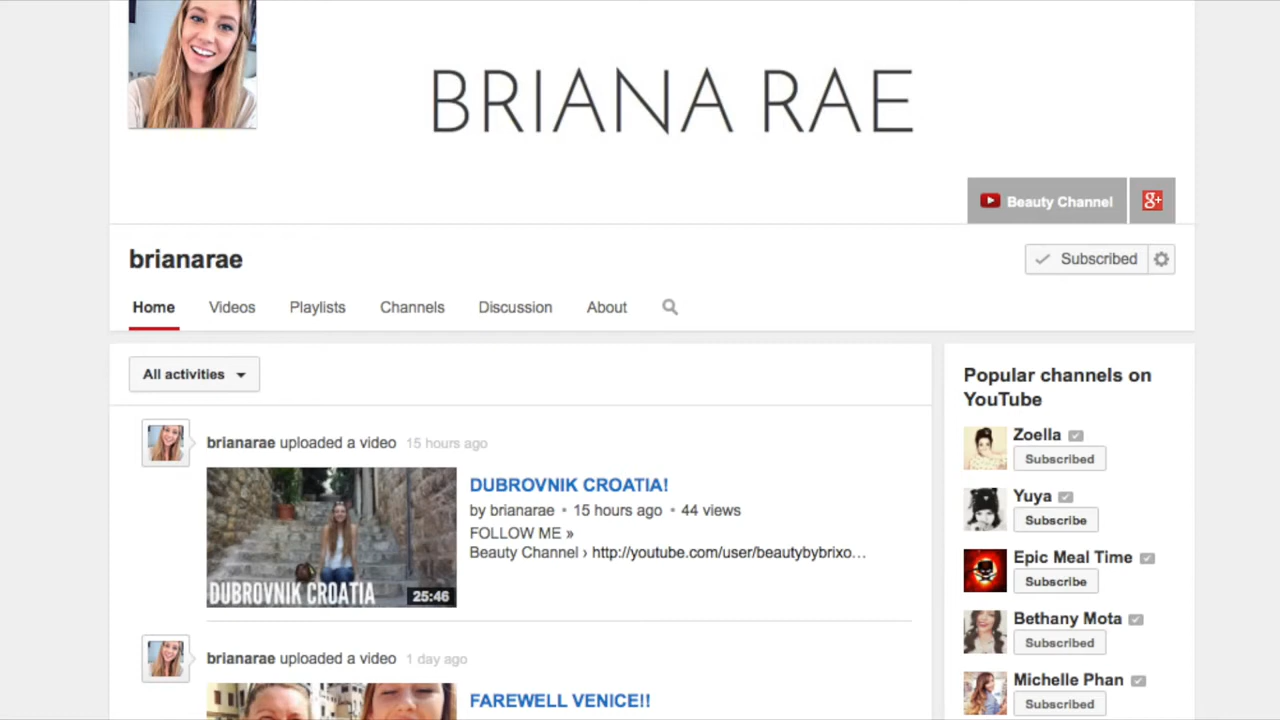 BRIANA RAE
Beauty Channel
g+
brianarae
Subscribed
Home Videos Playlists Channels Discussion About
All activities
brianarae uploaded a video 15 hours ago
DUBROVNIK CROATIA
25:46
DUBROVNIK CROATIA!
by brianarae • 15 hours ago • 44 views
FOLLOW ME »
Beauty Channel › http://youtube.com/user/beautybybrixo…
brianarae uploaded a video 1 day ago
FAREWELL VENICE!!
Popular channels on
YouTube
Zoella
Subscribed
Yuya
Subscribe
Epic Meal Time
Subscribe
Bethany Mota
Subscribed
Michelle Phan
Subscribed